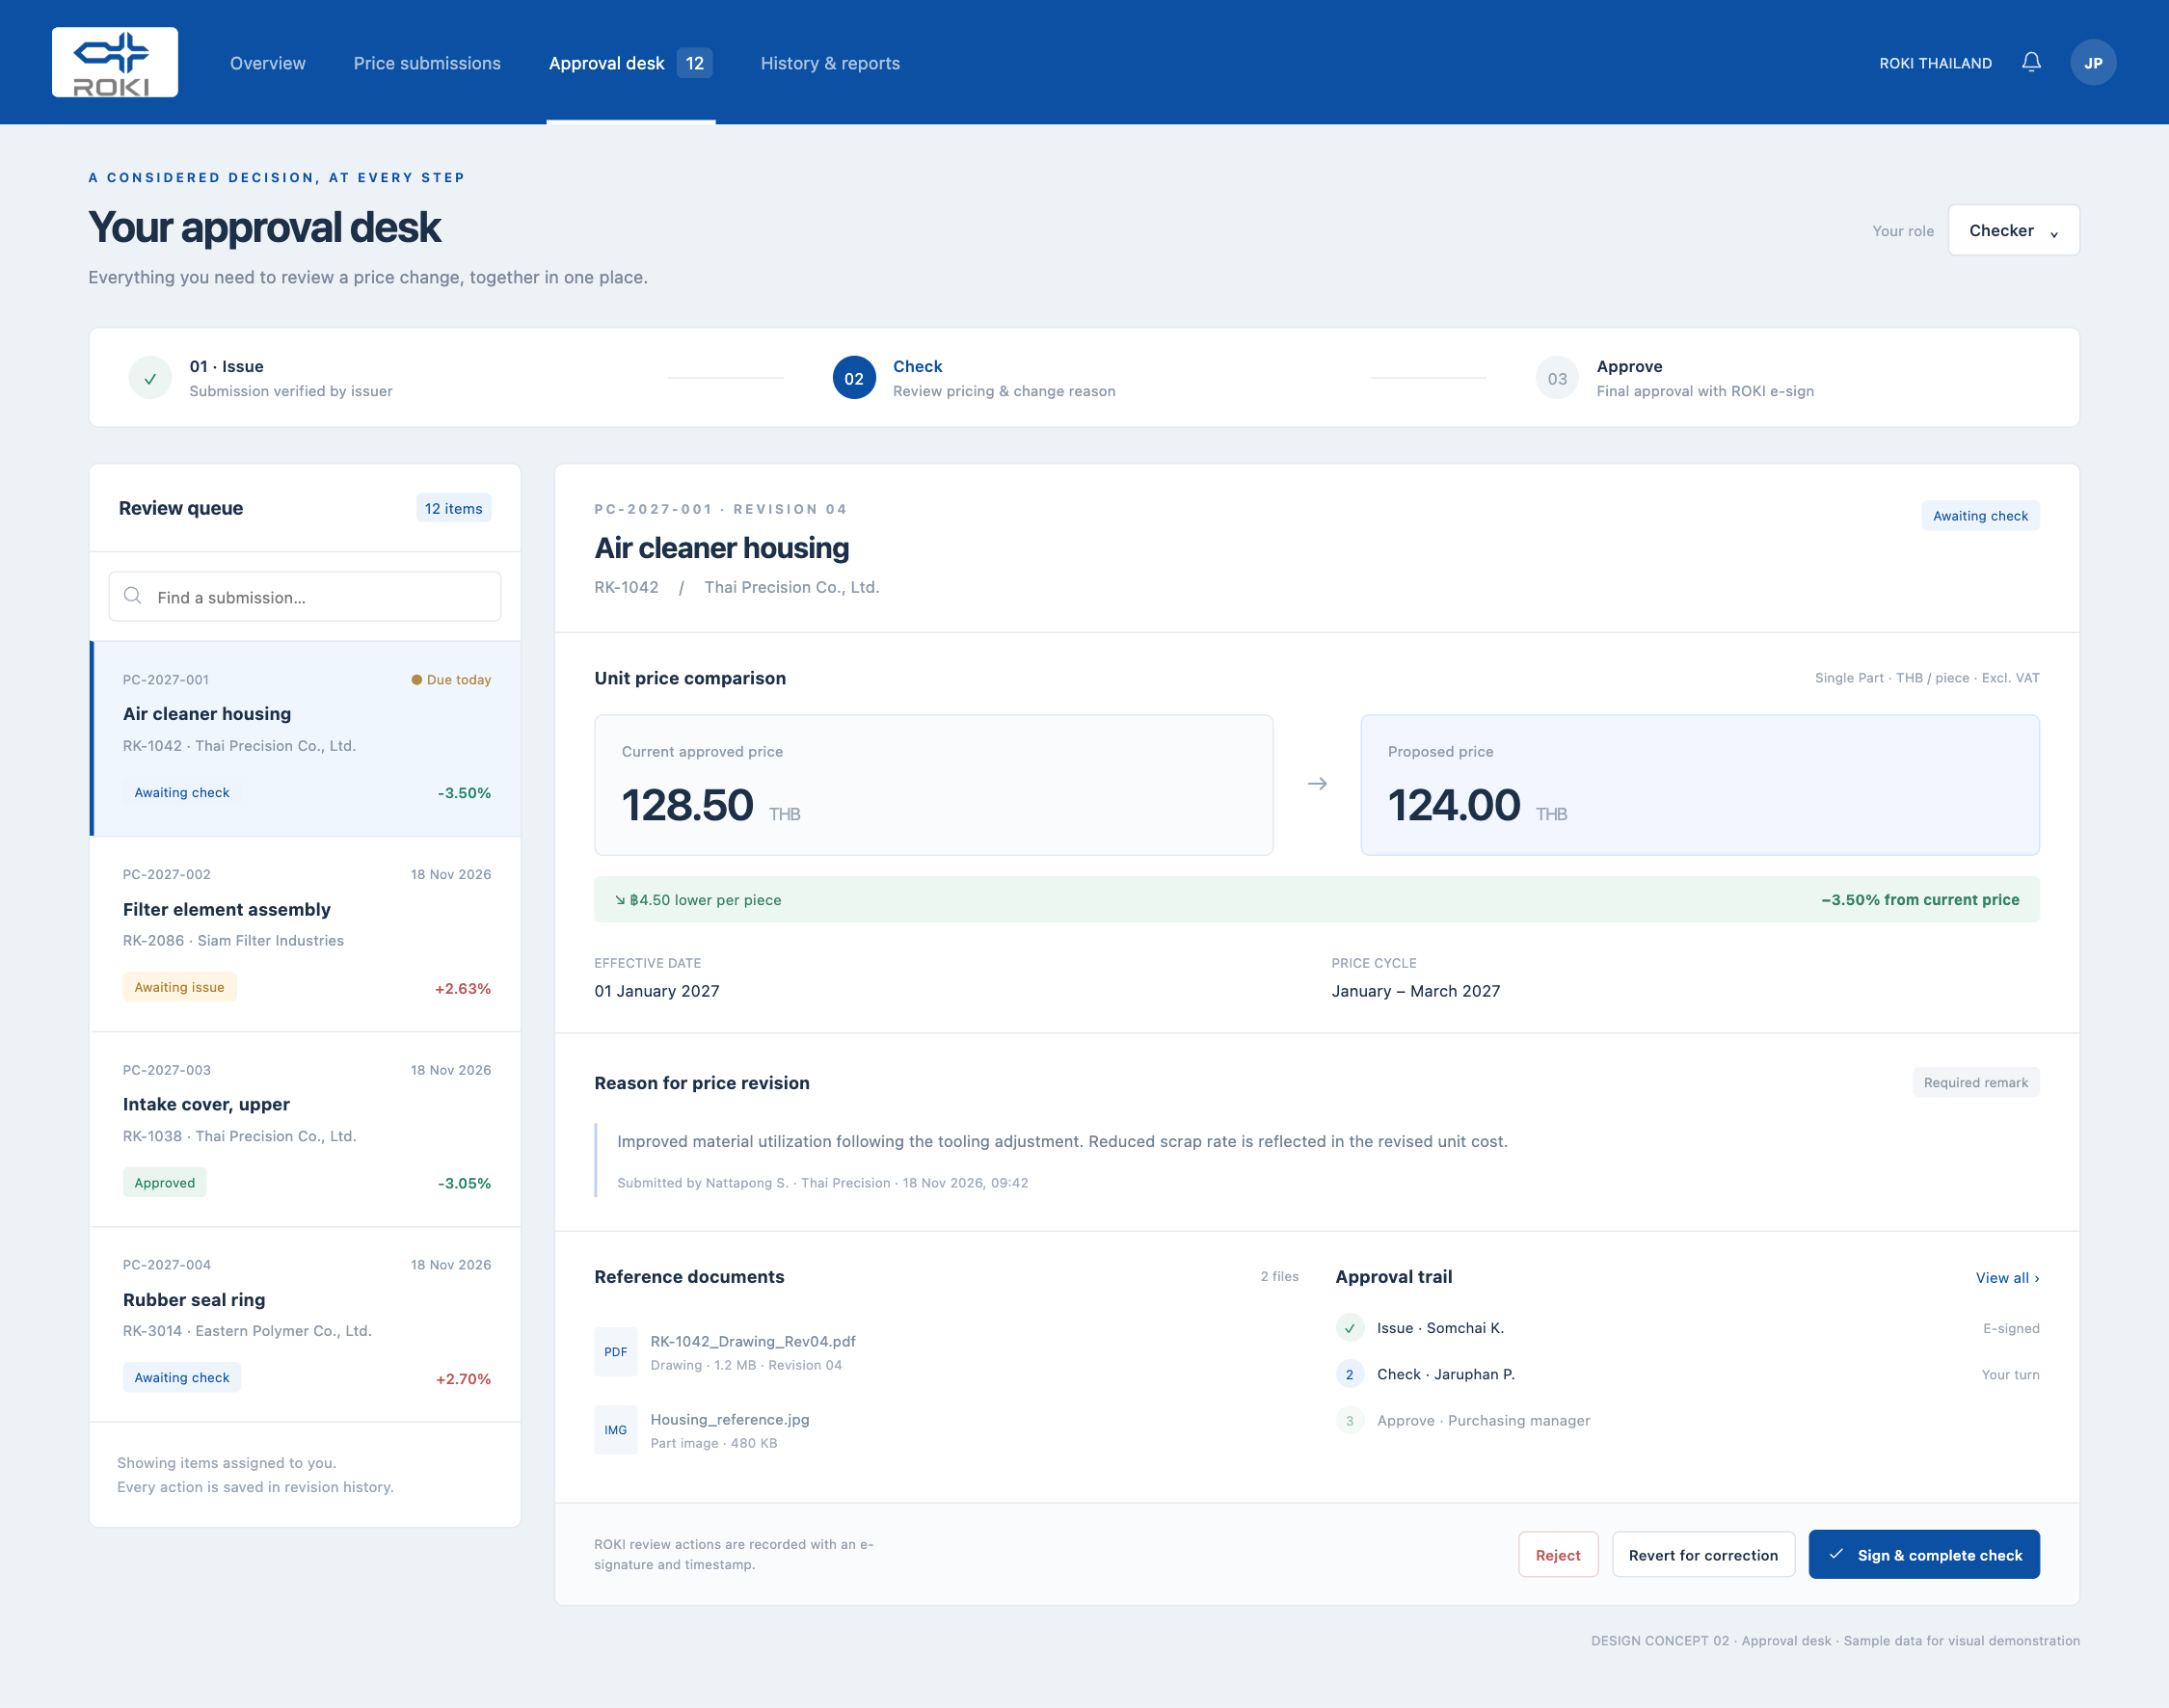 ROKI
Overview
Price submissions
Approval desk 12
History & reports
ROKI THAILAND
JP
A CONSIDERED DECISION, AT EVERY STEP
Your approval desk
Everything you need to review a price change, together in one place.
Your role
Checker
01 · Issue
Submission verified by issuer
02
Check
Review pricing & change reason
03
Approve
Final approval with ROKI e-sign
Review queue
12 items
Find a submission...
PC-2027-001
Due today
Air cleaner housing
RK-1042 · Thai Precision Co., Ltd.
Awaiting check
-3.50%
PC-2027-002
18 Nov 2026
Filter element assembly
RK-2086 · Siam Filter Industries
Awaiting issue
+2.63%
PC-2027-003
18 Nov 2026
Intake cover, upper
RK-1038 · Thai Precision Co., Ltd.
Approved
-3.05%
PC-2027-004
18 Nov 2026
Rubber seal ring
RK-3014 · Eastern Polymer Co., Ltd.
Awaiting check
+2.70%
Showing items assigned to you.
Every action is saved in revision history.
PC-2027-001 · REVISION 04
Awaiting check
Air cleaner housing
RK-1042 / Thai Precision Co., Ltd.
Unit price comparison
Single Part · THB / piece · Excl. VAT
Current approved price
128.50 THB
→
Proposed price
124.00 THB
↘ ฿4.50 lower per piece
−3.50% from current price
EFFECTIVE DATE
01 January 2027
PRICE CYCLE
January – March 2027
Reason for price revision
Required remark
Improved material utilization following the tooling adjustment. Reduced scrap rate is reflected in the revised unit cost.
Submitted by Nattapong S. · Thai Precision · 18 Nov 2026, 09:42
Reference documents
2 files
PDF
RK-1042_Drawing_Rev04.pdf
Drawing · 1.2 MB · Revision 04
IMG
Housing_reference.jpg
Part image · 480 KB
Approval trail
View all ›
Issue · Somchai K.
E-signed
2
Check · Jaruphan P.
Your turn
3
Approve · Purchasing manager
ROKI review actions are recorded with an e-
signature and timestamp.
Reject
Revert for correction
Sign & complete check
DESIGN CONCEPT 02 · Approval desk · Sample data for visual demonstration